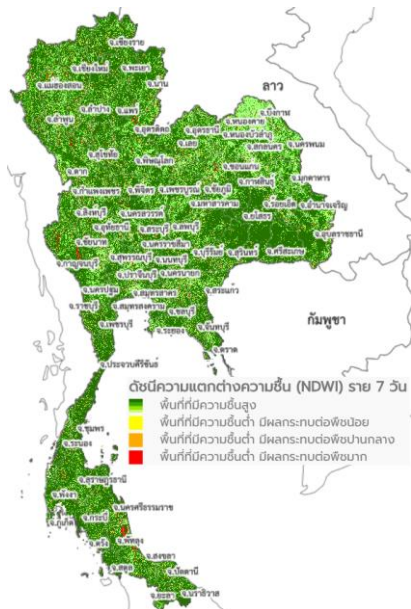 จ.เชียงราย
จ.เชียงใหม่
จ.พะเยา
จ.แม่ฮ่องสอน
จ.น่าน
ลาว
จ.ลำปาง
จ.แพร่
จ.บึงกาฬ
จ.ลำพูน
จ.อุตรดิตถ์
จ.อุดรธานี
จ.หนองคาย
จ.หนองบัวลำภู
จ.เลย
จ.สกลนคร
จ.นครพนม
จ.สุโขทัย
จ.พิษณุโลก
จ.ขอนแก่น
จ.ตาก
จ.กาฬสินธุ์
จ.มุกดาหาร
จ.กำแพงเพชร
จ.พิจิตร
จ.เพชรบูรณ์
จ.ชัยภูมิ
จ.มหาสารคาม
จ.ร้อยเอ็ด
จ.อำนาจเจริญ
จ.ยโสธร
จ.สิงห์บุรี
จ.นครสวรรค์
จ.อุทัยธานี
จ.สระบุรี
จ.ลพบุรี
จ.อุบลราชธานี
จ.ชัยนาท
จ.นครราชสีมา
จ.บุรีรัมย์
จ.สุรินทร์
จ.ศรีสะเกษ
จ.สุพรรณบุรี
จ.นนทบุรี
จ.กาญจนบุรี
จ.ปราจีนบุรี
จ.นครนายก
จ.นครปฐม
จ.สมุทรสาคร
จ.สระแก้ว
จ.ราชบุรี
จ.สมุทรสงคราม
จ.ชลบุรี
กัมพูชา
จ.เพชรบุรี
จ.ระยอง
จ.จันทบุรี
จ.ตราด
จ.ประจวบคีรีขันธ์
ดัชนีความแตกต่างความชื้น (NDWI) ราย 7 วัน
พื้นที่ที่มีความชื้นสูง
พื้นที่ที่มีความชื้นต่ำ มีผลกระทบต่อพืชน้อย
พื้นที่ที่มีความชื้นต่ำ มีผลกระทบต่อพืชปานกลาง
พื้นที่ที่มีความชื้นต่ำ มีผลกระทบต่อพืชมาก
จ.ชุมพร
จ.ระนอง
จ.สุราษฎร์ธานี
จ.พังงา
จ.นครศรีธรรมราช
จ.ภูเก็ต
จ.กระบี่
จ.ตรัง
จ.พัทลุง
จ.สงขลา
จ.สตูล
จ.ปัตตานี
จ.ยะลา
จ.นราธิวาส